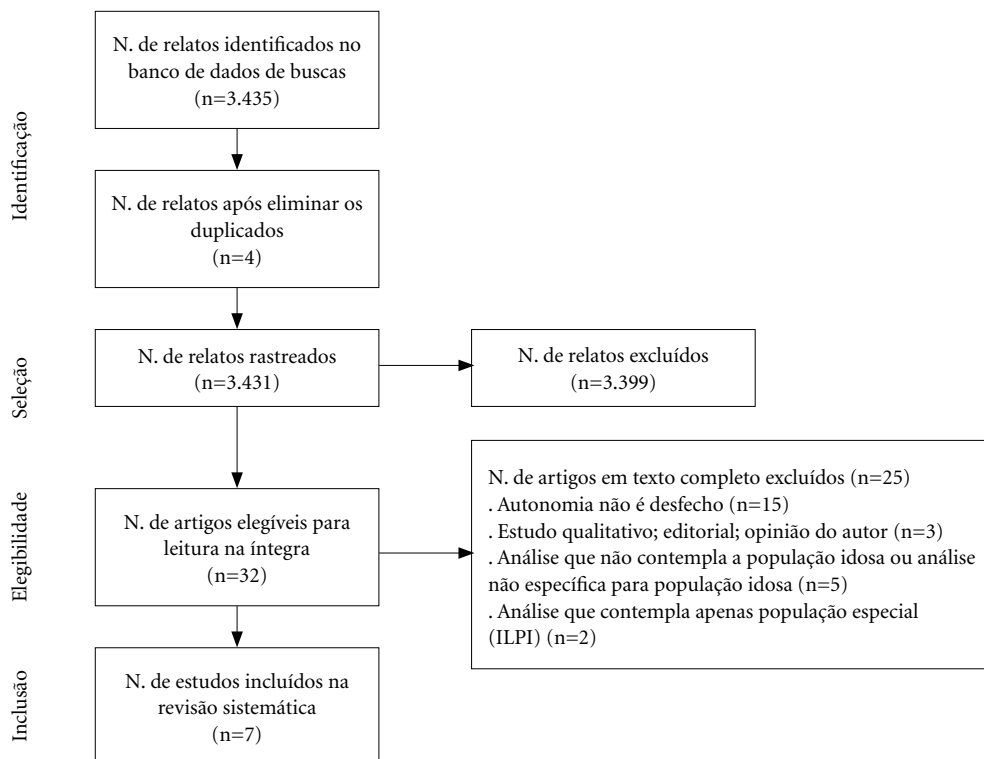 Identificação
N. de relatos identificados no
banco de dados de buscas
(n=3.435)
N. de relatos após eliminar os
duplicados
(n=4)
Seleção
N. de relatos rastreados
(n=3.431)
N. de relatos excluídos
(n=3.399)
Elegibilidade
N. de artigos elegíveis para
leitura na íntegra
(n=32)
N. de artigos em texto completo excluídos (n=25)
. Autonomia não é desfecho (n=15)
. Estudo qualitativo; editorial; opinião do autor (n=3)
. Análise que não contempla a população idosa ou análise
não específica para população idosa (n=5)
. Análise que contempla apenas população especial
(ILPI) (n=2)
Inclusão
N. de estudos incluídos na
revisão sistemática
(n=7)